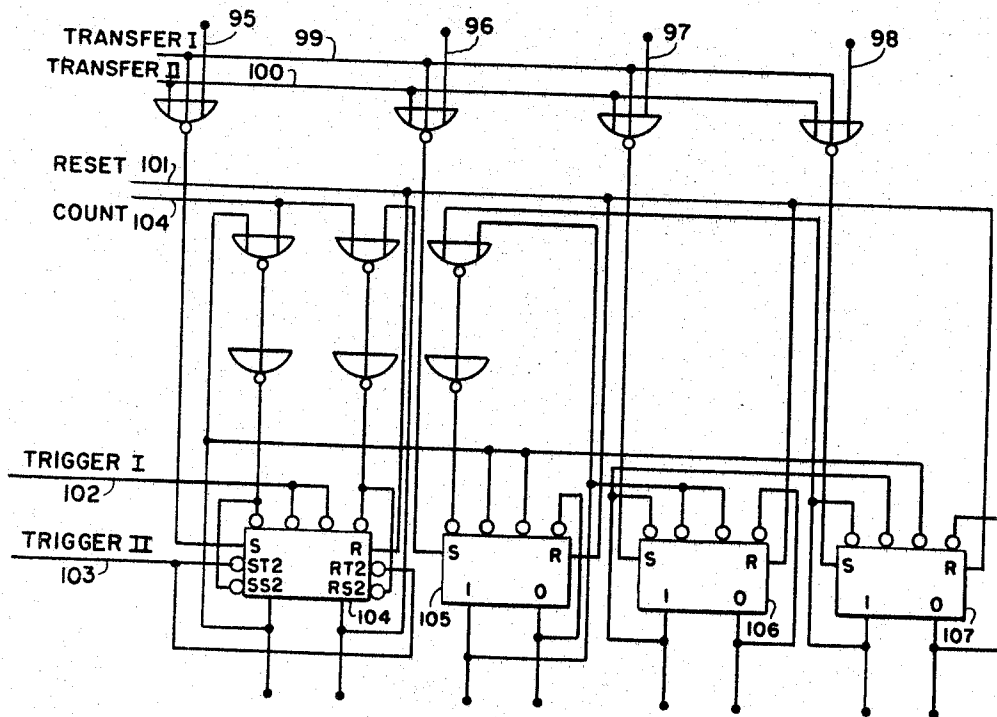 95
96
97
98
TRANSFER I
99
TRANSFER II
100
RESET 101
COUNT 104
TRIGGER I
102
TRIGGER II
103
S R
ST2 RT2
SS2 RS2
104
S R
1 0
105
S R
1 0
106
S R
1 0
107